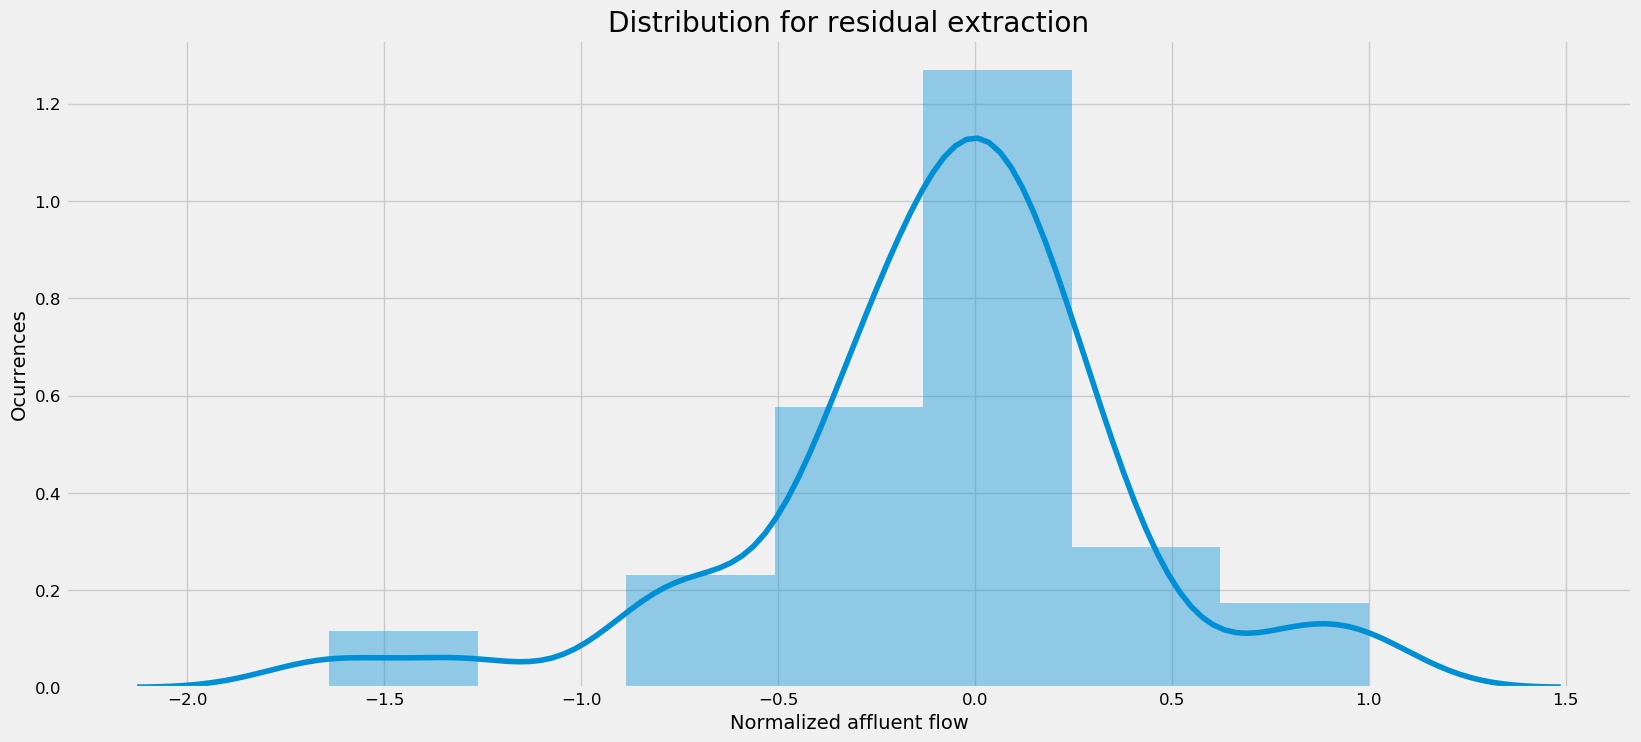 Distribution for residual extraction
1.2
1.0
0.8
0.6
0.4
0.2
0.0
Ocurrences
−2.0 −1.5 −1.0 −0.5 0.0 0.5 1.0 1.5
Normalized affluent flow